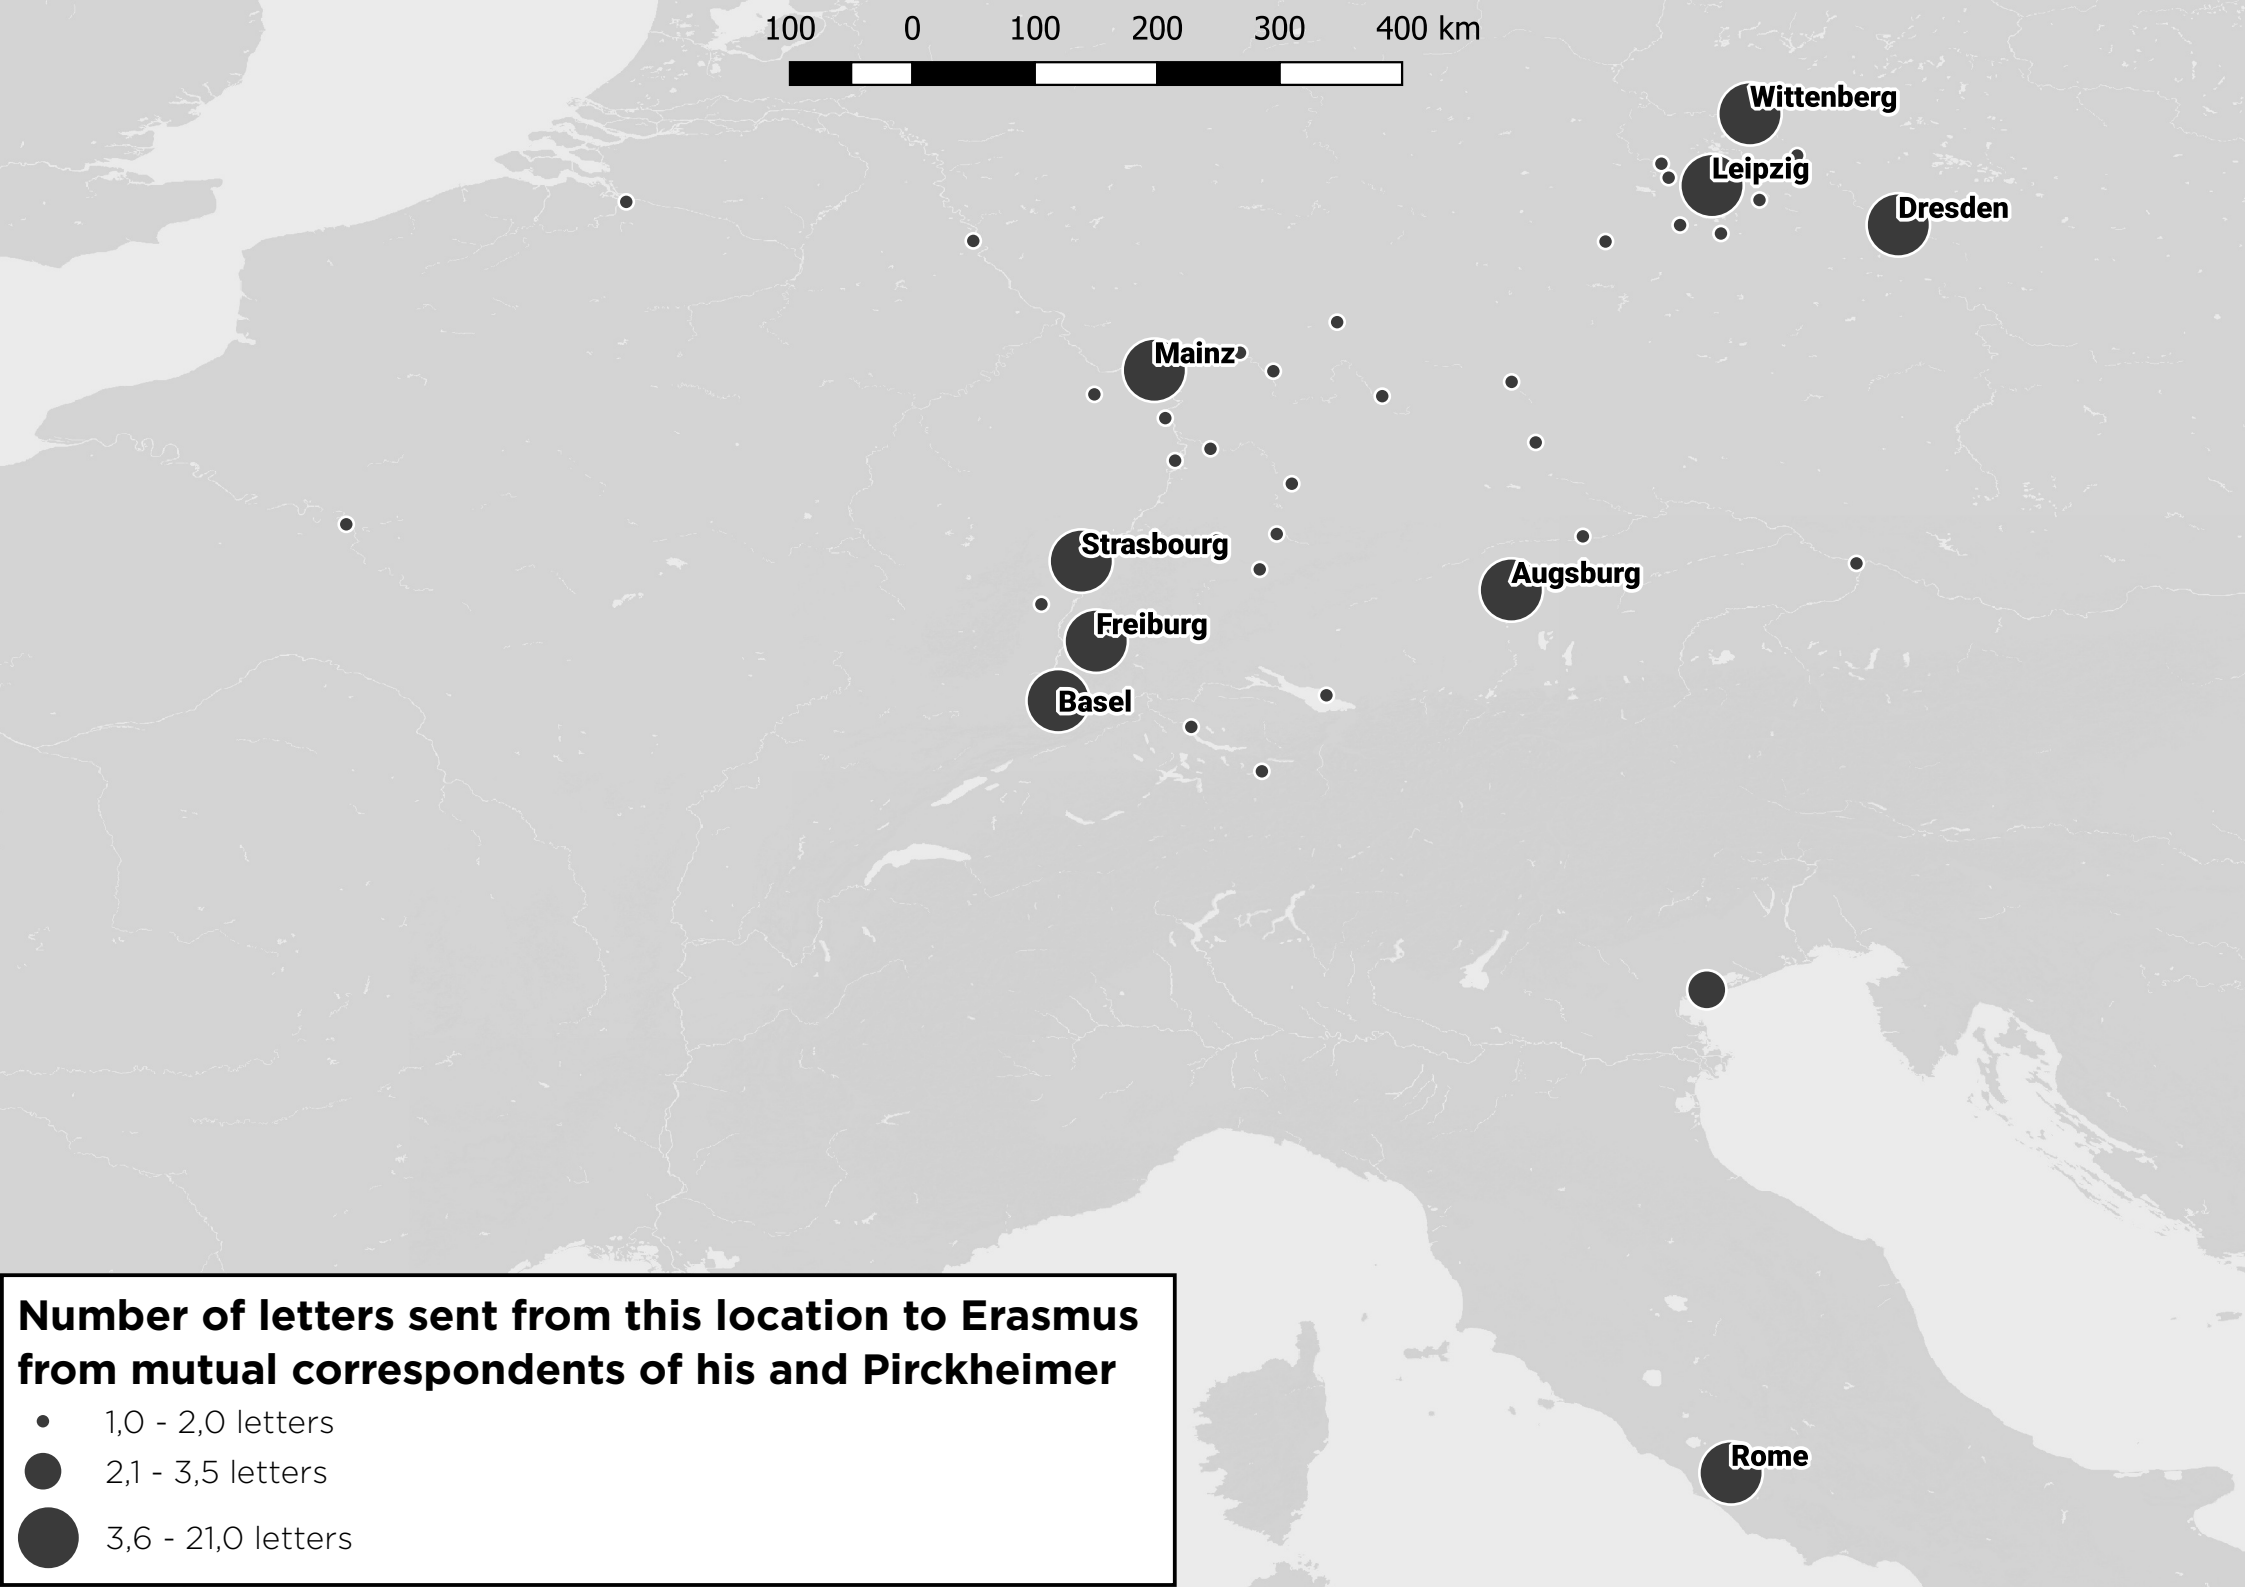 100 0 100 200 300 400 km
Wittenberg
Leipzig
Dresden
Mainz
Strasbourg
Augsburg
Freiburg
Basel
Rome
Number of letters sent from this location to Erasmus
from mutual correspondents of his and Pirckheimer
1,0 - 2,0 letters
2,1 - 3,5 letters
3,6 - 21,0 letters